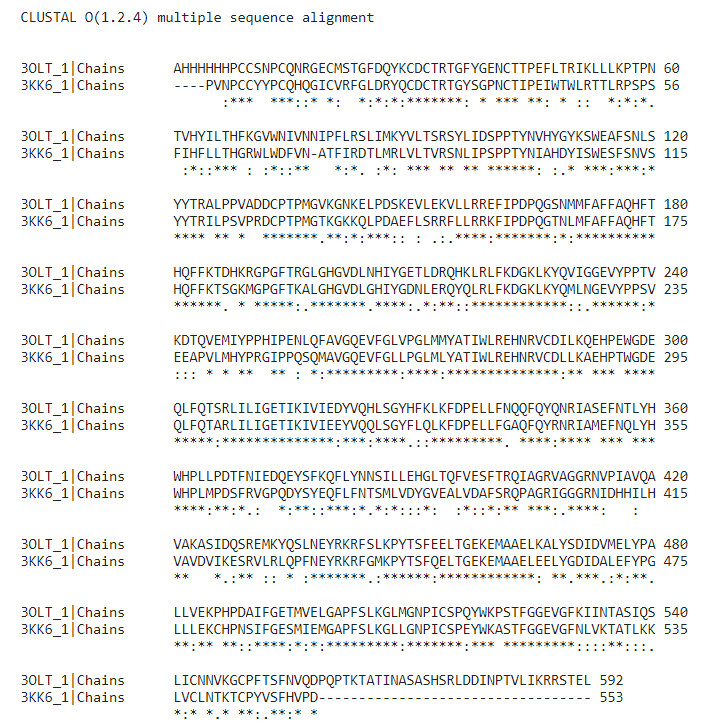 CLUSTAL O(1.2.4) multiple sequence alignment
3OLT_1|Chains AHHHHHHPCCSNPCQNRGECMSTGFDQYKCDCTRTGFYGENCTTPEFLTRIKLLLKPTPN 60
3KK6_1|Chains ----PVNPCCYYPCQHQGICVRFGLDRYQCDCTRTGYSGPNCTIPEIWTWLRTTLRPSPS 56
:*** ***::* *: *:*:*:*******: * *** **: *: :: *:*:*.
3OLT_1|Chains TVHYILTHFKGVWNIVNNIPFLRSLIMKYVLTSRSYLIDSPPTYNVHYGYKSWEAFSNLS 120
3KK6_1|Chains FIHFLLTHGRWLWDFVN-ATFIRDTLMRLVLTVRSNLIPSPPTYNIAHDYISWESFSNVS 115
:*::*** : :*::** *:*. :*: *** ** ** ******: :.* ***:***:*
3OLT_1|Chains YYTRALPPVADDCPTPMGVKGNKELPDSKEVLEKVLLRREFIPDPQGSNMMFAFFAQHFT 180
3KK6_1|Chains YYTRILPSVPRDCPTPMGTKGKKQLPDAEFLSRRFLLRRKFIPDPQGTNLMFAFFAQHFT 175
**** ** * *******.**:*:***:: : .:.****:*******:*:**********
3OLT_1|Chains HQFFKTDHKRGPGFTRGLGHGVDLNHIYGETLDRQHKLRLFKDGKLKYQVIGGEVYPPTV 240
3KK6_1|Chains HQFFKTSGKMGPGFTKALGHGVDLGHIYGDNLERQYQLRLFKDGKLKYQMLNGEVYPPSV 235
******. * *****:.*******.****:.*:**::************::.******:*
3OLT_1|Chains KDTQVEMIYPPHIPENLQFAVGQEVFGLVPGLMMYATIWLREHNRVCDILKQEHPEWGDE 300
3KK6_1|Chains EEAPVLMHYPRGIPPQSQMAVGQEVFGLLPGLMLYATIWLREHNRVCDLLKAEHPTWGDE 295
::: * * ** ** : *:*********:****:**************:** *** ****
3OLT_1|Chains QLFQTSRLILIGETIKIVIEDYVQHLSGYHFKLKFDPELLFNQQFQYQNRIASEFNTLYH 360
3KK6_1|Chains QLFQTARLILIGETIKIVIEEYVQQLSGYFLQLKFDPELLFGAQFQYRNRIAMEFNQLYH 355
*****:**************:***:****.::*********. ****:**** *** ***
3OLT_1|Chains WHPLLPDTFNIEDQEYSFKQFLYNNSILLEHGLTQFVESFTRQIAGRVAGGRNVPIAVQA 420
3KK6_1|Chains WHPLMPDSFRVGPQDYSYEQFLFNTSMLVDYGVEALVDAFSRQPAGRIGGGRNIDHHILH 415
****:**:*.: *:**::***:*.*:*:::*: :*::*:** ***:.****: :
3OLT_1|Chains VAKASIDQSREMKYQSLNEYRKRFSLKPYTSFEELTGEKEMAAELKALYSDIDVMELYPA 480
3KK6_1|Chains VAVDVIKESRVLRLQPFNEYRKRFGMKPYTSFQELTGEKEMAAELEELYGDIDALEFYPG 475
** *.:** :: *:*******.:******:************: **.***.:*:**.
3OLT_1|Chains LLVEKPHPDAIFGETMVELGAPFSLKGLMGNPICSPQYWKPSTFGGEVGFKIINTASIQS 540
3KK6_1|Chains LLLEKCHPNSIFGESMIEMGAPFSLKGLLGNPICSPEYWKASTFGGEVGFNLVKTATLKK 535
**:** **::****:*:*:*********:*******:*** *********::::**:::.
3OLT_1|Chains LICNNVKGCPFTSFNVQDPQPTKTATINASASHSRLDDINPTVLIKRRSTEL 592
3KK6_1|Chains LVCLNTKTCPYVSFHVPD---------------------------------- 553
*:* *.* **:.**:* *